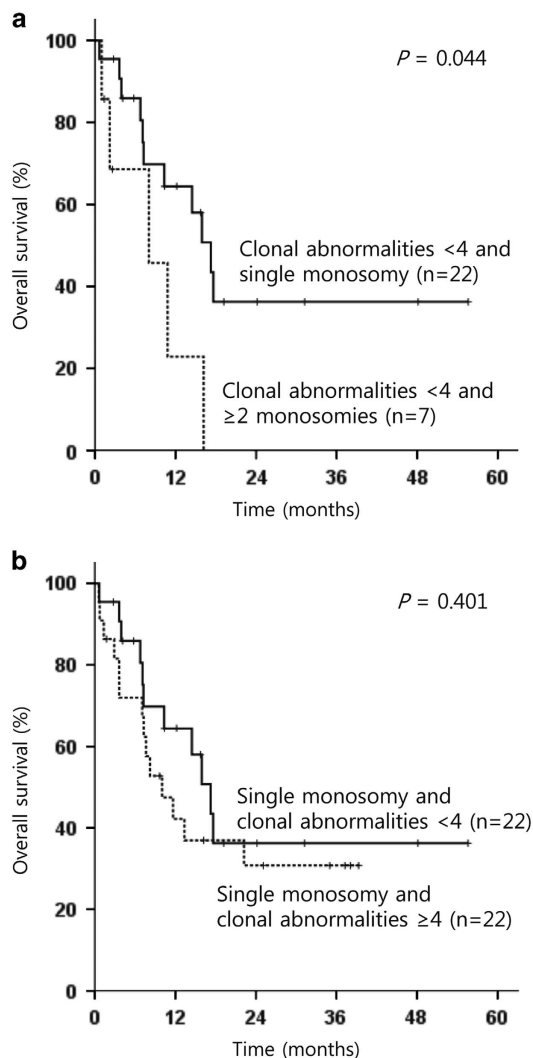 a
P = 0.044
100
80
60
40
20
0
Overall survival (%)
Clonal abnormalities <4 and
single monosomy (n=22)
Clonal abnormalities <4 and
≥2 monosomies (n=7)
0 12 24 36 48 60
Time (months)
b
P = 0.401
100
80
60
40
20
0
Overall survival (%)
Single monosomy and
clonal abnormalities <4 (n=22)
Single monosomy and
clonal abnormalities ≥4 (n=22)
0 12 24 36 48 60
Time (months)